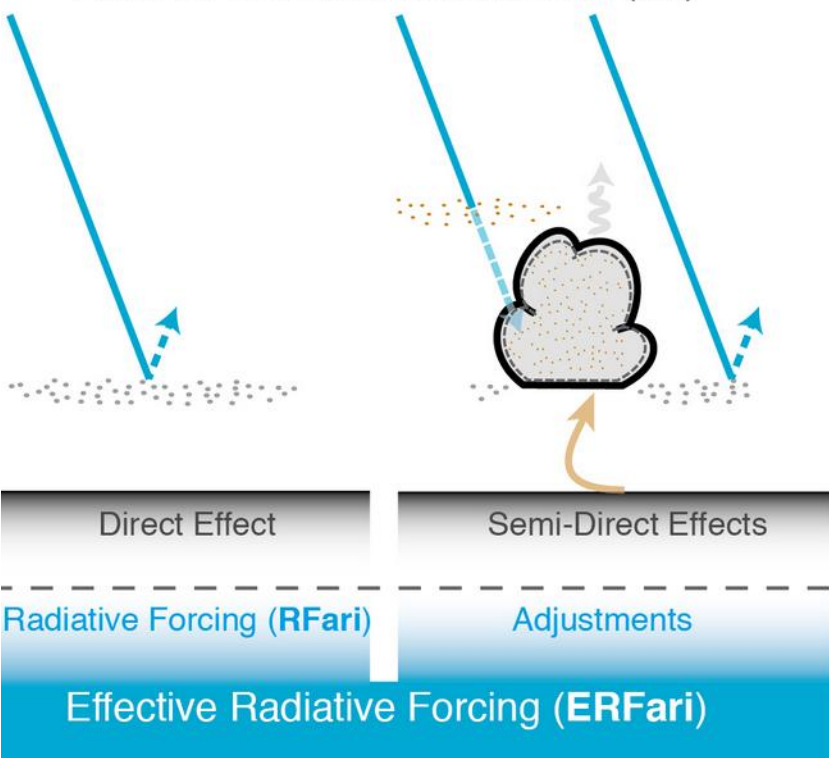 Direct Effect
Semi-Direct Effects
Radiative Forcing (RFari)
Adjustments
Effective Radiative Forcing (ERFari)